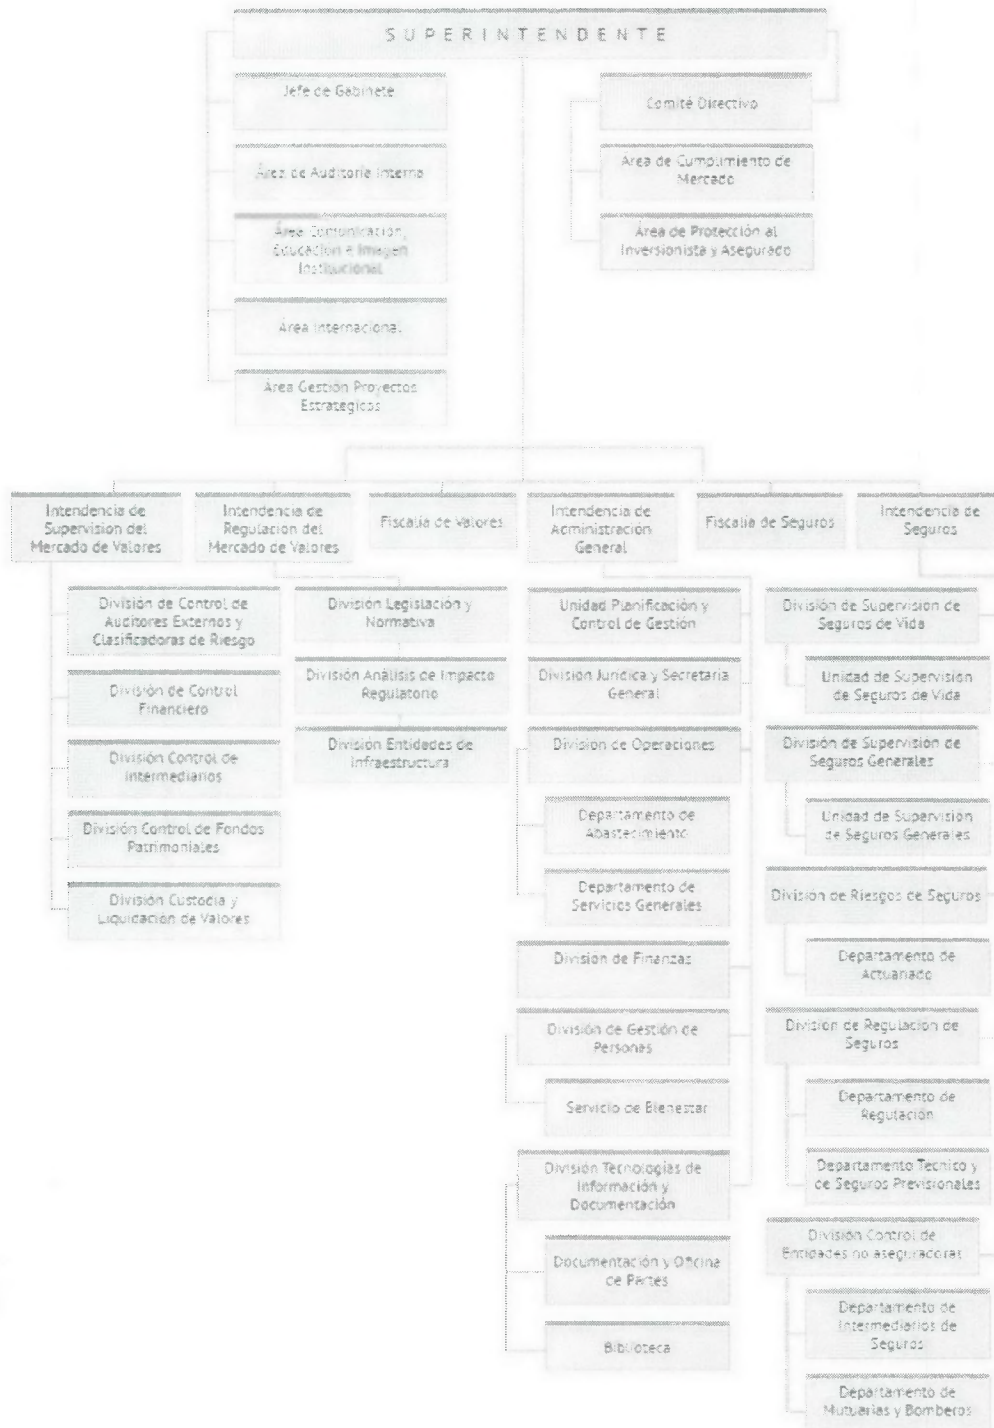 SUPERINTENDENTE
Jefe de Gabinete
Comité Directivo
Área de Auditoría Interna
Área de Cumplimiento de
Mercado
Área Comunicación,
Educación e Imagen
Institucional
Área de Protección al
Inversionista y Asegurado
Área Internacional
Área Gestión Proyectos
Estratégicos
Intendencia de
Supervisión del
Mercado de Valores
Intendencia de
Regulación del
Mercado de Valores
Fiscalía de Valores
Intendencia de
Administración
General
Fiscalía de Seguros
Intendencia de
Seguros
División de Control de
Auditores Externos y
Clasificadoras de Riesgo
División de Control
Financiero
División Control de
Intermediarios
División Control de Fondos
Patrimoniales
División Custodia y
Liquidación de Valores
División Legislación y
Normativa
División Análisis de Impacto
Regulatorio
División Entidades de
Infraestructura
Unidad Planificación y
Control de Gestión
División Jurídica y Secretaría
General
División de Operaciones
Departamento de
Abastecimiento
Departamento de
Servicios Generales
División de Finanzas
División de Gestión de
Personas
Servicio de Bienestar
División Tecnologías de
Información y
Documentación
Documentación y Oficina
de Partes
Biblioteca
División de Supervisión de
Seguros de Vida
Unidad de Supervisión
de Seguros de Vida
División de Supervisión de
Seguros Generales
Unidad de Supervisión
de Seguros Generales
División de Riesgos de Seguros
Departamento de
Actuariado
División de Regulación de
Seguros
Departamento de
Regulación
Departamento Técnico y
de Seguros Previsionales
División Control de
Entidades no aseguradoras
Departamento de
Intermediarios de
Seguros
Departamento de
Mutuarias y Bomberos